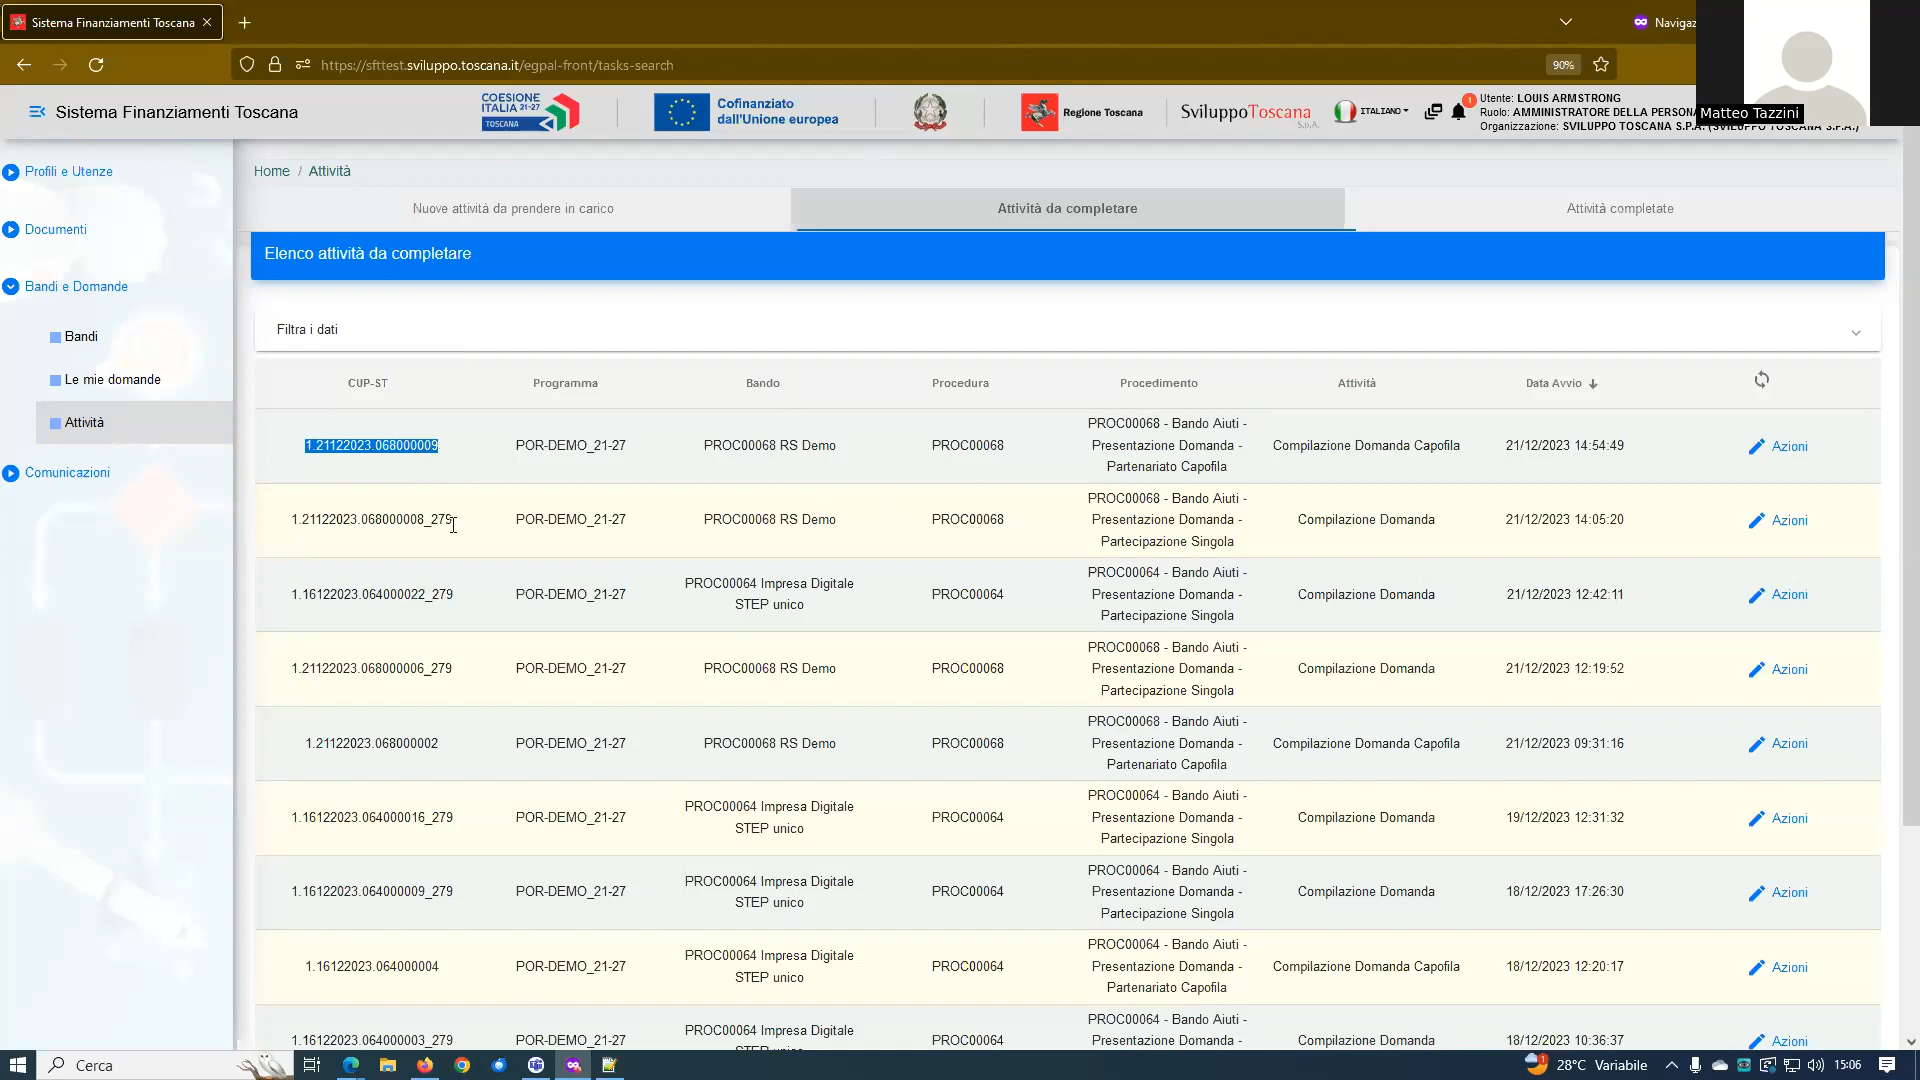 Sistema Finanziamenti Toscana
Navigaz
https://sfttest.sviluppo.toscana.it/egpal-front/tasks-search
90%
Matteo Tazzini
Sistema Finanziamenti Toscana
COESIONE
ITALIA 21-27
TOSCANA
Cofinanziato
dall'Unione europea
Regione Toscana
SviluppoToscana
S.p.A.
ITALIANO
1
Utente: LOUIS ARMSTRONG
Ruolo: AMMINISTRATORE DELLA PERSONA
Organizzazione: SVILUPPO TOSCANA S.P.A. (SVILUPPO TOSCANA S.P.A.)
Profili e Utenze
Documenti
Bandi e Domande
Bandi
Le mie domande
Attività
Comunicazioni
Home / Attività
Nuove attività da prendere in carico
Attività da completare
Attività completate
Elenco attività da completare
Filtra i dati
CUP-ST Programma Bando Procedura Procedimento Attività Data Avvio
1.21122023.068000009 POR-DEMO_21-27 PROC00068 RS Demo PROC00068 PROC00068 - Bando Aiuti - Presentazione Domanda - Partenariato Capofila Compilazione Domanda Capofila 21/12/2023 14:54:49 Azioni
1.21122023.068000008_279 POR-DEMO_21-27 PROC00068 RS Demo PROC00068 PROC00068 - Bando Aiuti - Presentazione Domanda - Partecipazione Singola Compilazione Domanda 21/12/2023 14:05:20 Azioni
1.16122023.064000022_279 POR-DEMO_21-27 PROC00064 Impresa Digitale STEP unico PROC00064 PROC00064 - Bando Aiuti - Presentazione Domanda - Partecipazione Singola Compilazione Domanda 21/12/2023 12:42:11 Azioni
1.21122023.068000006_279 POR-DEMO_21-27 PROC00068 RS Demo PROC00068 PROC00068 - Bando Aiuti - Presentazione Domanda - Partecipazione Singola Compilazione Domanda 21/12/2023 12:19:52 Azioni
1.21122023.068000002 POR-DEMO_21-27 PROC00068 RS Demo PROC00068 PROC00068 - Bando Aiuti - Presentazione Domanda - Partenariato Capofila Compilazione Domanda Capofila 21/12/2023 09:31:16 Azioni
1.16122023.064000016_279 POR-DEMO_21-27 PROC00064 Impresa Digitale STEP unico PROC00064 PROC00064 - Bando Aiuti - Presentazione Domanda - Partecipazione Singola Compilazione Domanda 19/12/2023 12:31:32 Azioni
1.16122023.064000009_279 POR-DEMO_21-27 PROC00064 Impresa Digitale STEP unico PROC00064 PROC00064 - Bando Aiuti - Presentazione Domanda - Partecipazione Singola Compilazione Domanda 18/12/2023 17:26:30 Azioni
1.16122023.064000004 POR-DEMO_21-27 PROC00064 Impresa Digitale STEP unico PROC00064 PROC00064 - Bando Aiuti - Presentazione Domanda - Partenariato Capofila Compilazione Domanda Capofila 18/12/2023 12:20:17 Azioni
1.16122023.064000003_279 POR-DEMO_21-27 PROC00064 Impresa Digitale STEP unico PROC00064 PROC00064 - Bando Aiuti - Presentazione Domanda - Compilazione Domanda 18/12/2023 10:36:37 Azioni
Cerca
1
28°C Variabile
15:06